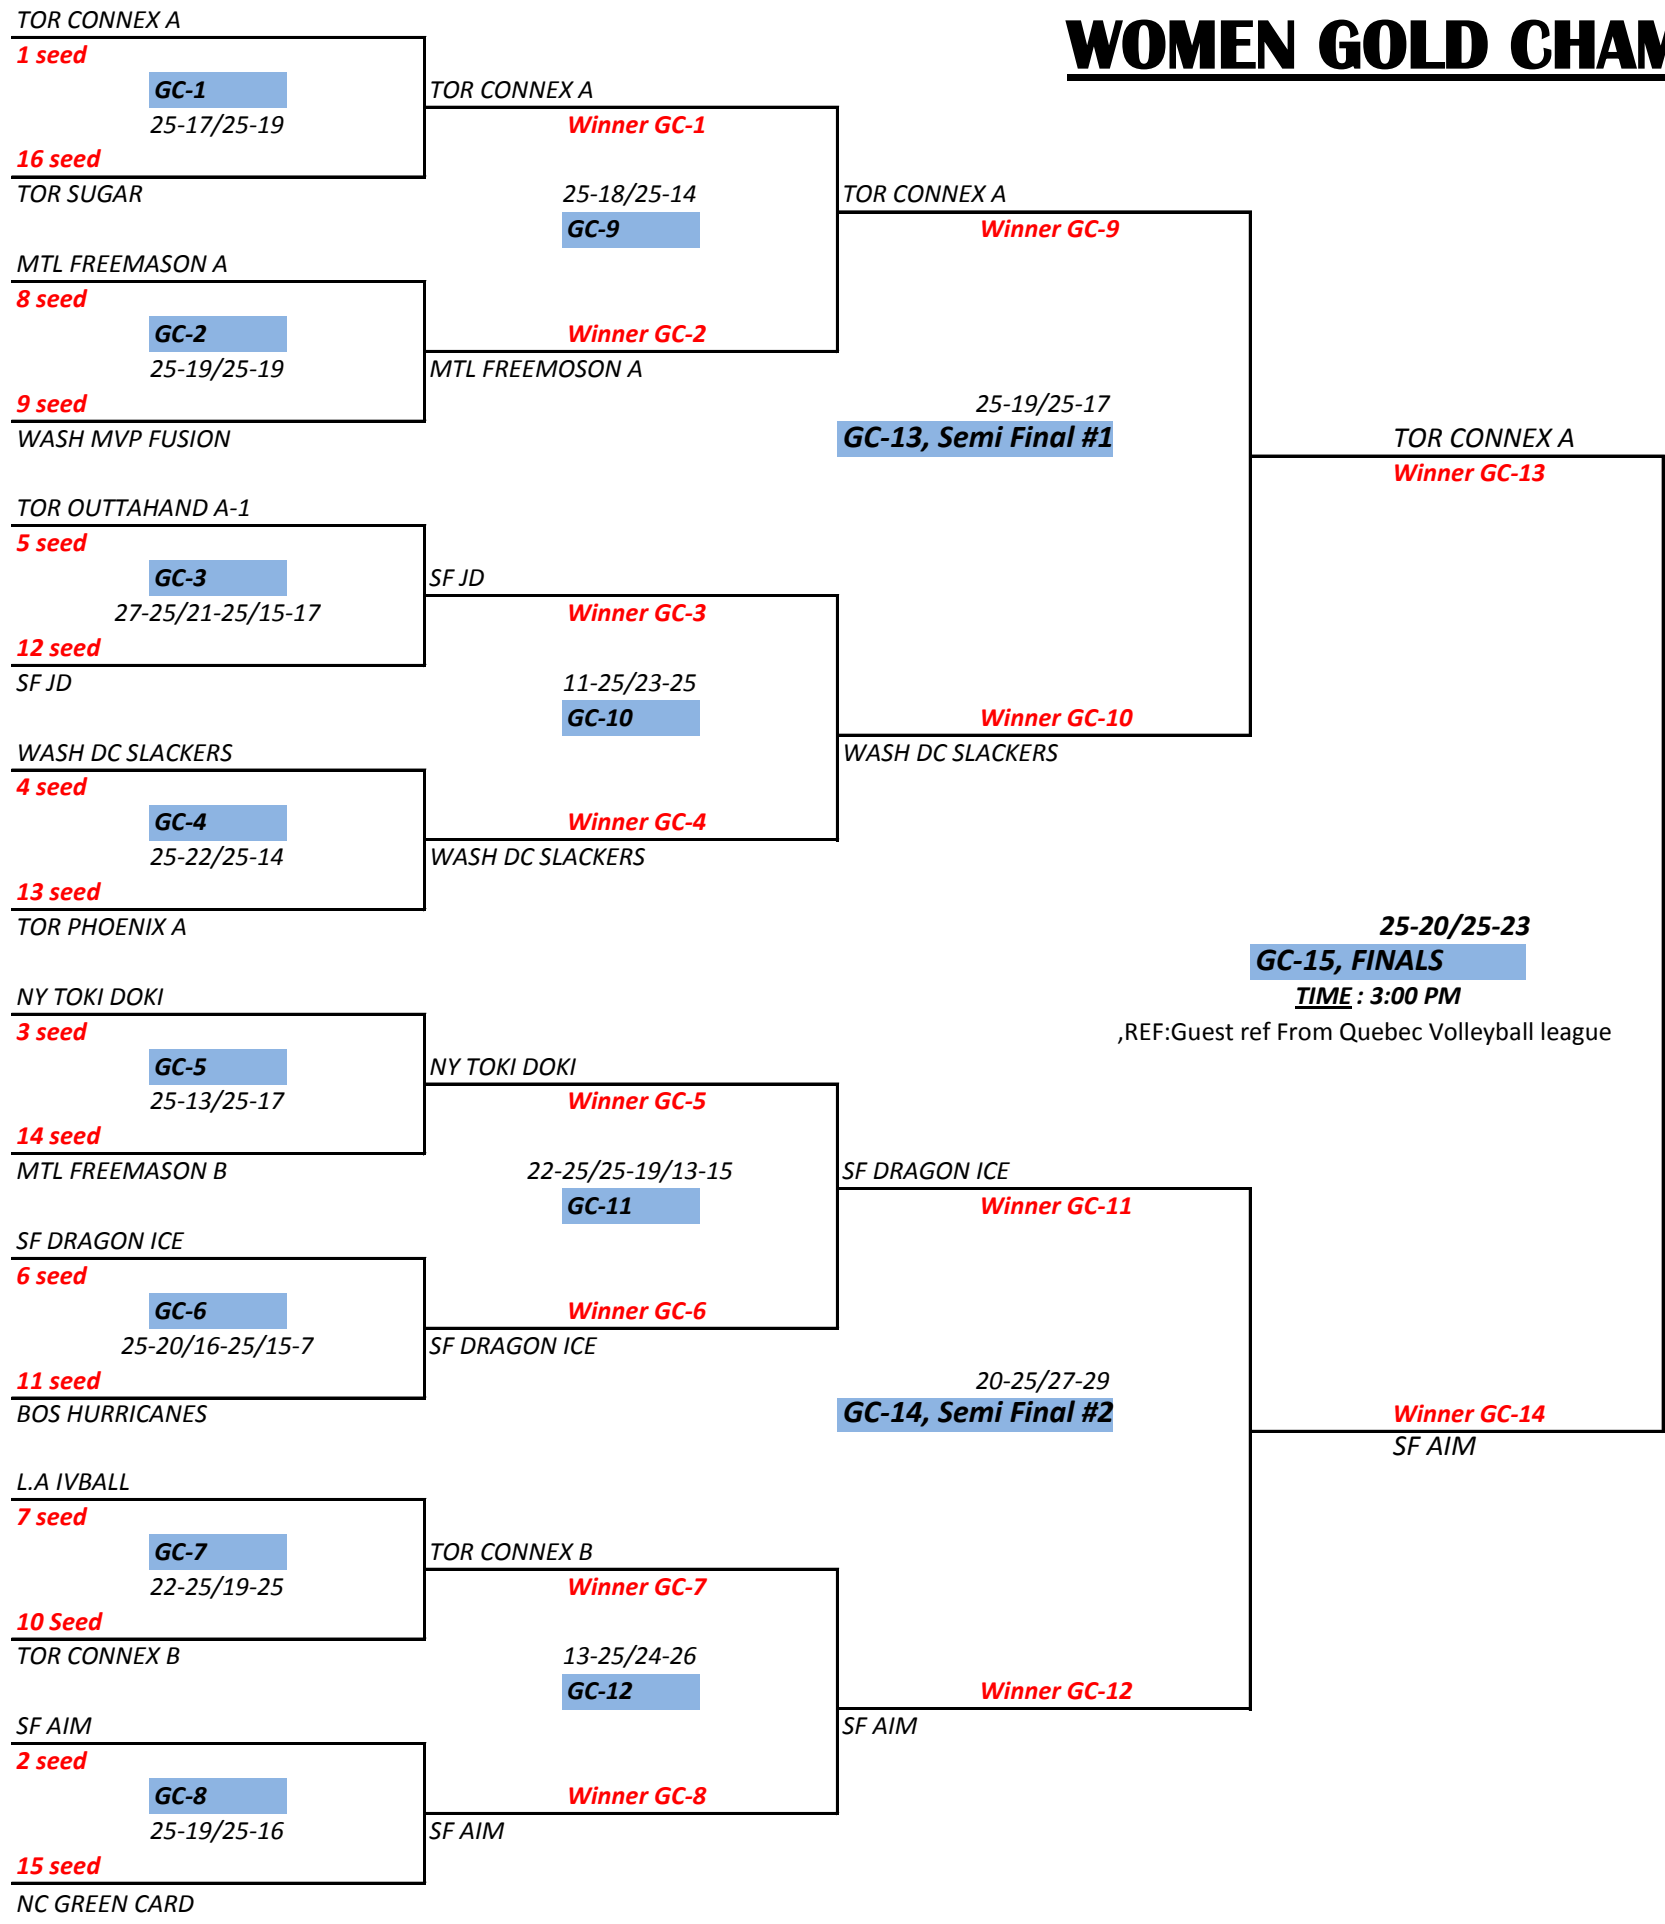 TOR CONNEX A
WOMEN GOLD CHAM
1 seed
GC-1
TOR CONNEX A
25-17/25-19
Winner GC-1
16 seed
TOR SUGAR
25-18/25-14
TOR CONNEX A
GC-9
Winner GC-9
MTL FREEMASON A
8 seed
GC-2
Winner GC-2
25-19/25-19
MTL FREEMOSON A
9 seed
25-19/25-17
WASH MVP FUSION
GC-13, Semi Final #1
TOR CONNEX A
Winner GC-13
TOR OUTTAHAND A-1
5 seed
GC-3
SF JD
27-25/21-25/15-17
Winner GC-3
12 seed
SF JD
11-25/23-25
GC-10
Winner GC-10
WASH DC SLACKERS
WASH DC SLACKERS
4 seed
GC-4
Winner GC-4
25-22/25-14
WASH DC SLACKERS
13 seed
TOR PHOENIX A
25-20/25-23
GC-15, FINALS
NY TOKI DOKI
TIME : 3:00 PM
3 seed
,REF:Guest ref From Quebec Volleyball league
GC-5
NY TOKI DOKI
25-13/25-17
Winner GC-5
14 seed
MTL FREEMASON B
22-25/25-19/13-15
SF DRAGON ICE
GC-11
Winner GC-11
SF DRAGON ICE
6 seed
GC-6
Winner GC-6
25-20/16-25/15-7
SF DRAGON ICE
11 seed
20-25/27-29
BOS HURRICANES
GC-14, Semi Final #2
Winner GC-14
SF AIM
L.A IVBALL
7 seed
GC-7
TOR CONNEX B
22-25/19-25
Winner GC-7
10 Seed
TOR CONNEX B
13-25/24-26
GC-12
Winner GC-12
SF AIM
SF AIM
2 seed
GC-8
Winner GC-8
25-19/25-16
SF AIM
15 seed
NC GREEN CARD